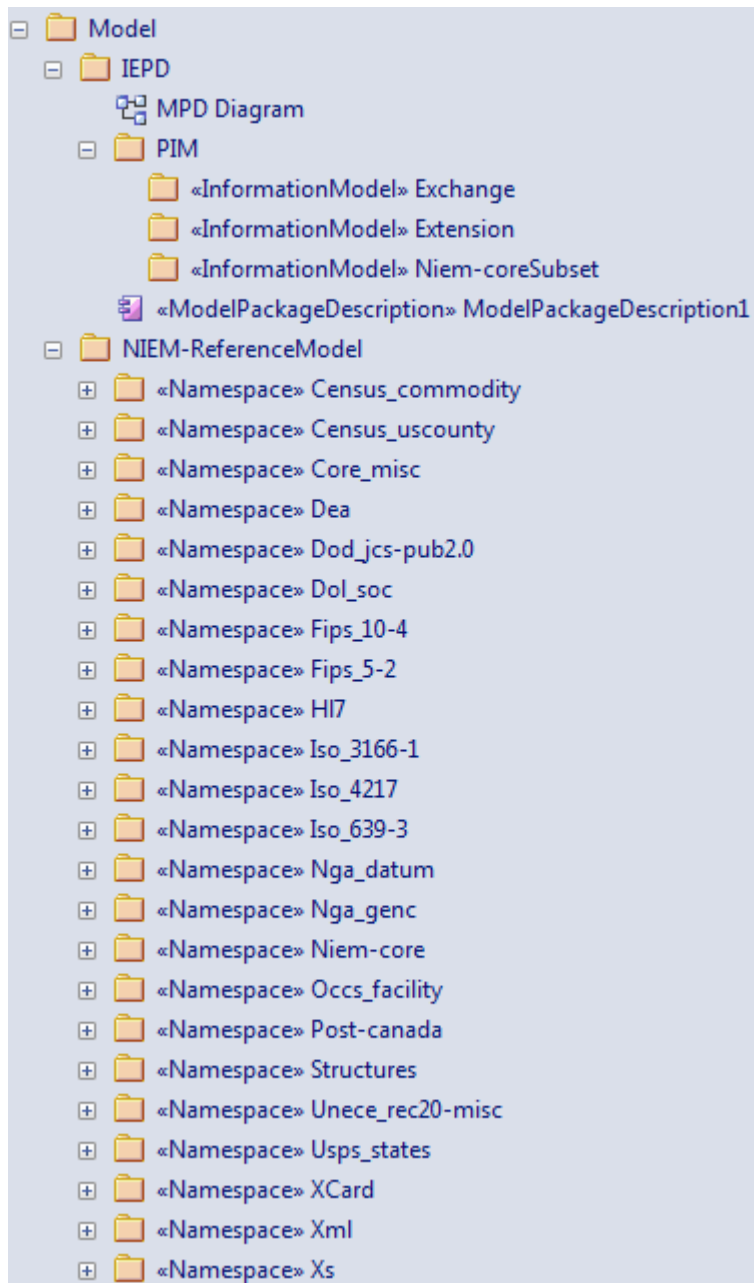 Model
IEPD
MPD Diagram
PIM
«InformationModel» Exchange
«InformationModel» Extension
«InformationModel» Niem-coreSubset
«ModelPackageDescription» ModelPackageDescription1
NIEM-ReferenceModel
«Namespace» Census_commodity
«Namespace» Census_uscounty
«Namespace» Core_misc
«Namespace» Dea
«Namespace» Dod_jcs-pub2.0
«Namespace» Dol_soc
«Namespace» Fips_10-4
«Namespace» Fips_5-2
«Namespace» Hl7
«Namespace» Iso_3166-1
«Namespace» Iso_4217
«Namespace» Iso_639-3
«Namespace» Nga_datum
«Namespace» Nga_genc
«Namespace» Niem-core
«Namespace» Occs_facility
«Namespace» Post-canada
«Namespace» Structures
«Namespace» Unece_rec20-misc
«Namespace» Usps_states
«Namespace» XCard
«Namespace» Xml
«Namespace» Xs